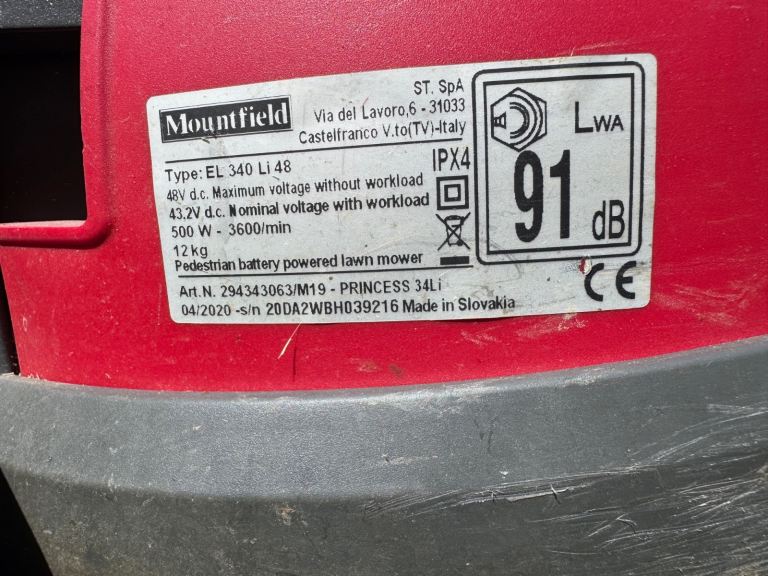 Mountfield
ST. SpA
Via del Lavoro,6 - 31033
Castelfranco V.to(TV)-Italy
Type: EL 340 Li 48
48V d.c. Maximum voltage without workload
43.2V d.c. Nominal voltage with workload
500 W - 3600/min
12 kg
Pedestrian battery powered lawn mower
IPX4
LWA
91 dB
CE
Art.N. 294343063/M19 - PRINCESS 34Li
04/2020 -s/n 20DA2WBH039216 Made in Slovakia